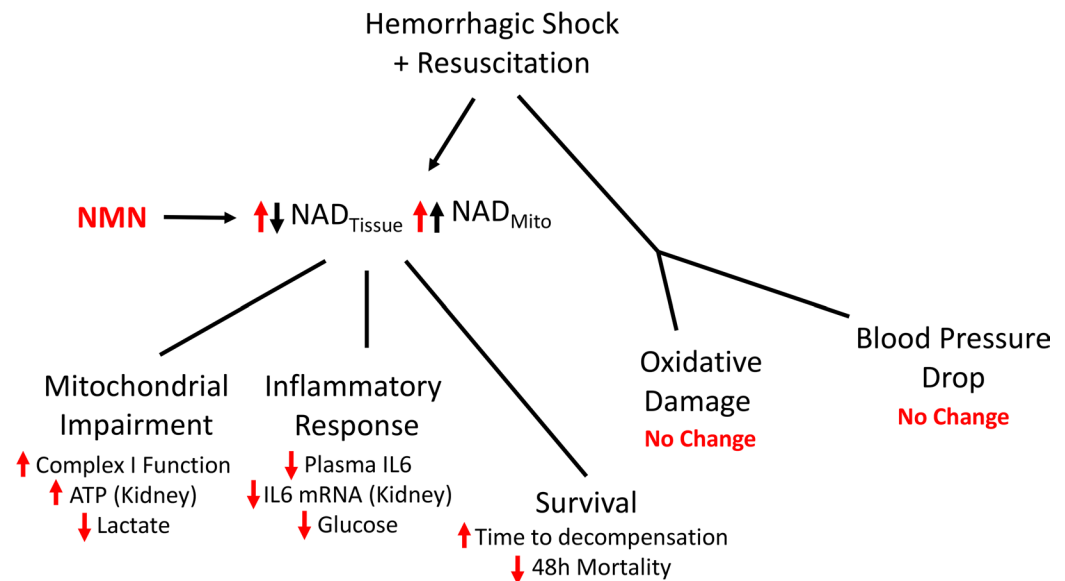 Hemorrhagic Shock
+ Resuscitation
NMN
NADTissue NADMito
Mitochondrial
Impairment
Complex I Function
ATP (Kidney)
Lactate
Inflammatory
Response
Plasma IL6
IL6 mRNA (Kidney)
Glucose
Survival
Time to decompensation
48h Mortality
Oxidative
Damage
No Change
Blood Pressure
Drop
No Change